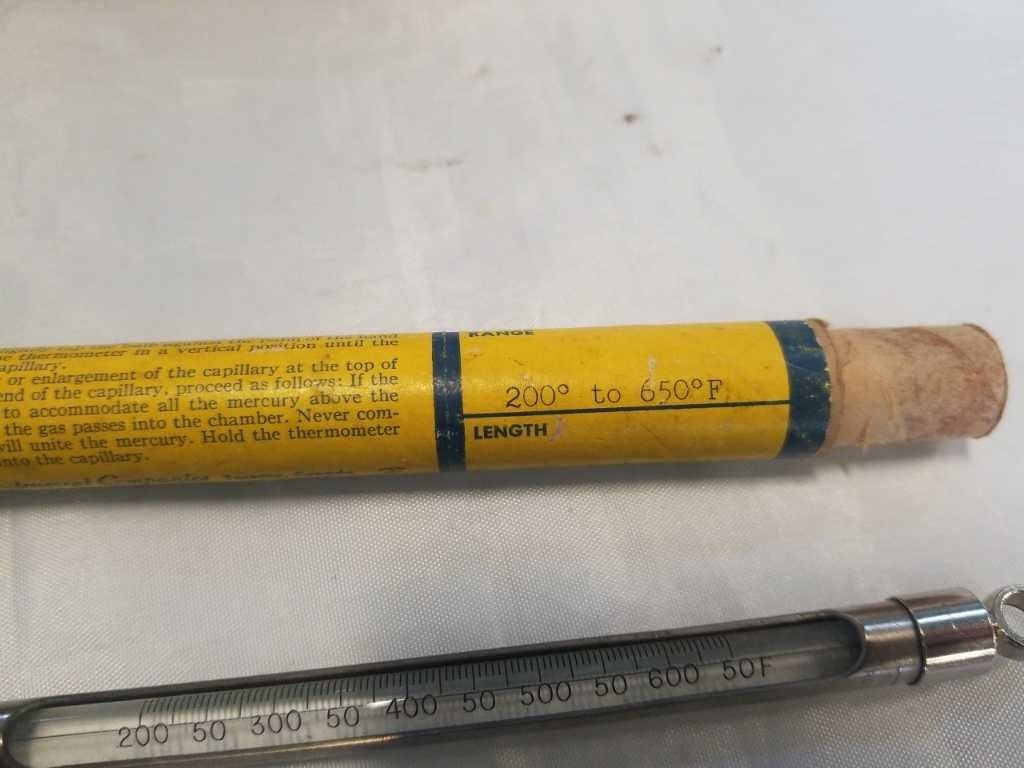 thermometer in a vertical position until the
apillary.
or enlargement of the capillary at the top of
end of the capillary, proceed as follows: If the
to accommodate all the mercury above the
the gas passes into the chamber. Never com-
will unite the mercury. Hold the thermometer
into the capillary.
RANGE
200° to 650°F
LENGTH
200 50 300 50 400 50 500 50 600 50F